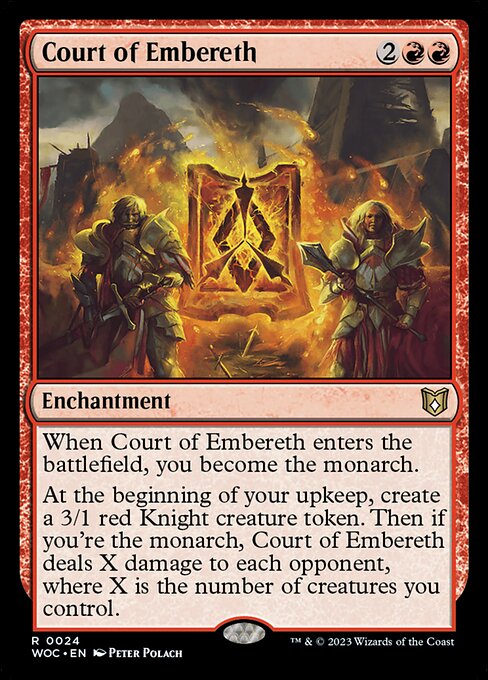 Court of Embereth 2
Enchantment
When Court of Embereth enters the
battlefield, you become the monarch.
At the beginning of your upkeep, create
a 3/1 red Knight creature token. Then if
you're the monarch, Court of Embereth
deals X damage to each opponent,
where X is the number of creatures you
control.
R 0024
WOC • EN Peter Polach
™ & © 2023 Wizards of the Coast